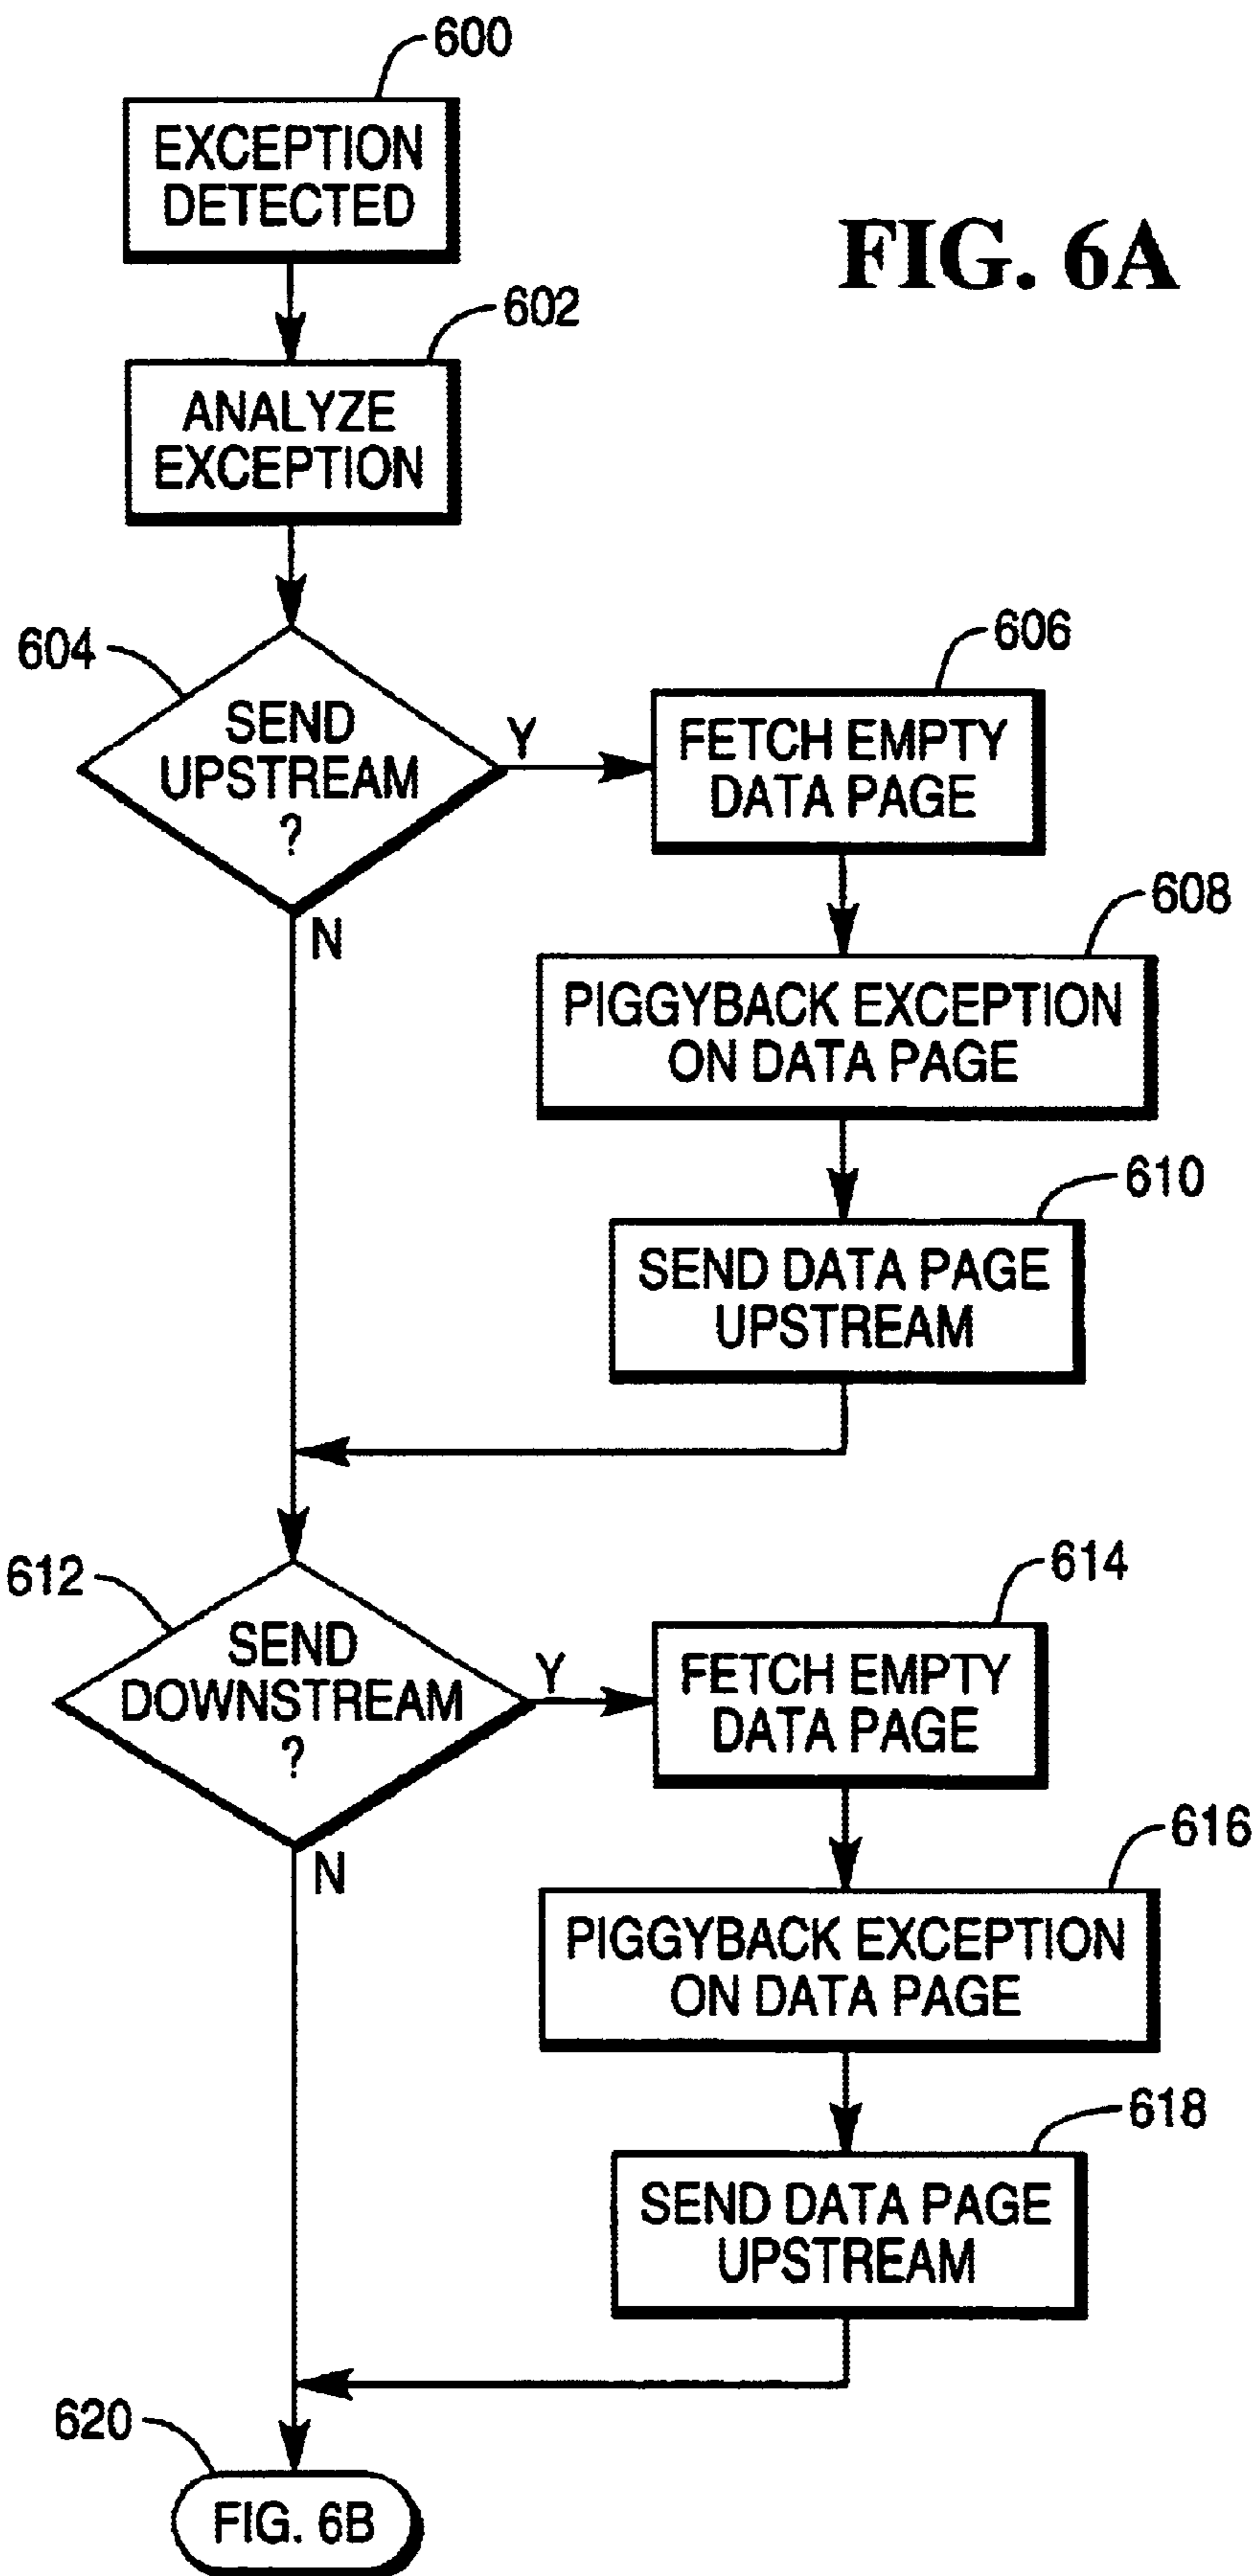 600
EXCEPTION
DETECTED
FIG. 6A
602
ANALYZE
EXCEPTION
604
SEND
UPSTREAM
?
Y
N
606
FETCH EMPTY
DATA PAGE
608
PIGGYBACK EXCEPTION
ON DATA PAGE
610
SEND DATA PAGE
UPSTREAM
612
SEND
DOWNSTREAM
?
Y
N
614
FETCH EMPTY
DATA PAGE
616
PIGGYBACK EXCEPTION
ON DATA PAGE
618
SEND DATA PAGE
UPSTREAM
620
FIG. 6B